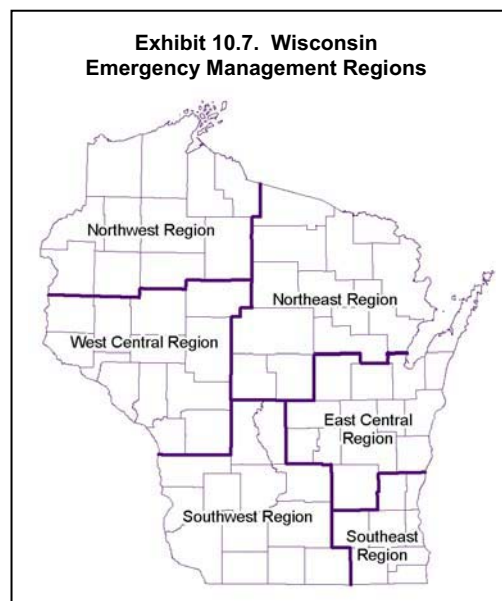 Exhibit 10.7. Wisconsin
Emergency Management Regions
Northwest Region
Northeast Region
West Central Region
East Central
Region
Southwest Region
Southeast
Region